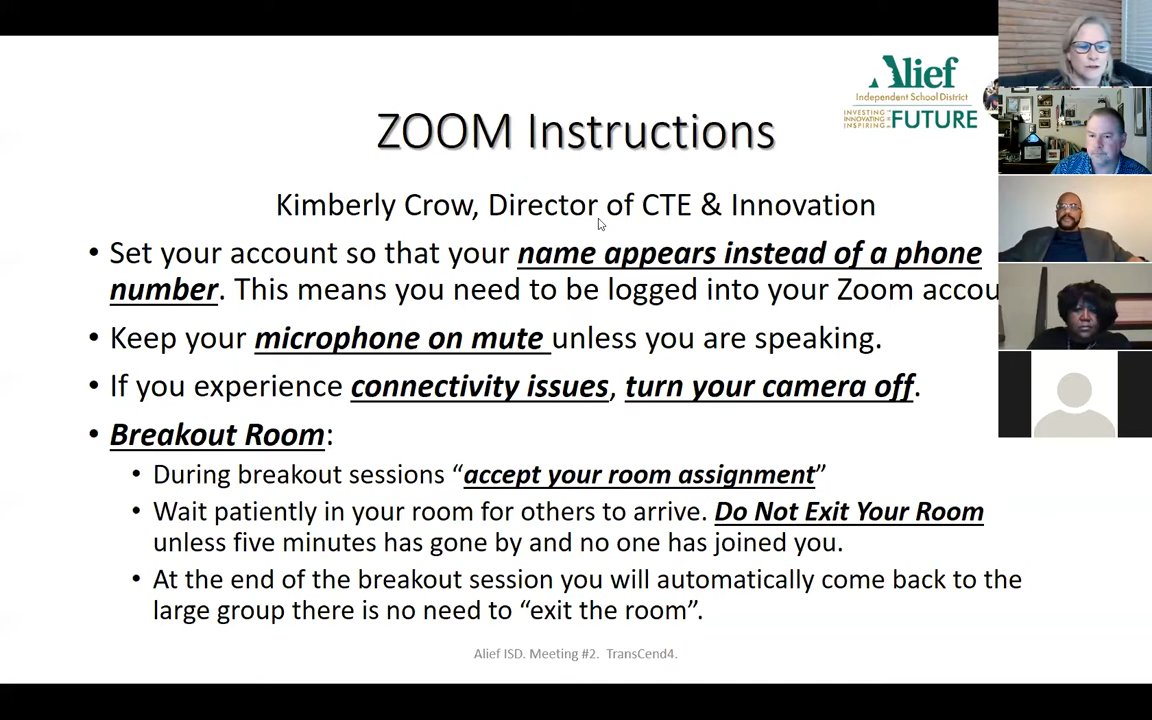 Alief
Independent School District
INVESTING IN
INNOVATING IN
INSPIRING OUR
FUTURE
ZOOM Instructions
Kimberly Crow, Director of CTE & Innovation
• Set your account so that your name appears instead of a phone
number. This means you need to be logged into your Zoom accou
• Keep your microphone on mute unless you are speaking.
• If you experience connectivity issues, turn your camera off.
• Breakout Room:
• During breakout sessions “accept your room assignment”
• Wait patiently in your room for others to arrive. Do Not Exit Your Room
unless five minutes has gone by and no one has joined you.
• At the end of the breakout session you will automatically come back to the
large group there is no need to “exit the room”.
Alief ISD. Meeting #2. TransCend4.